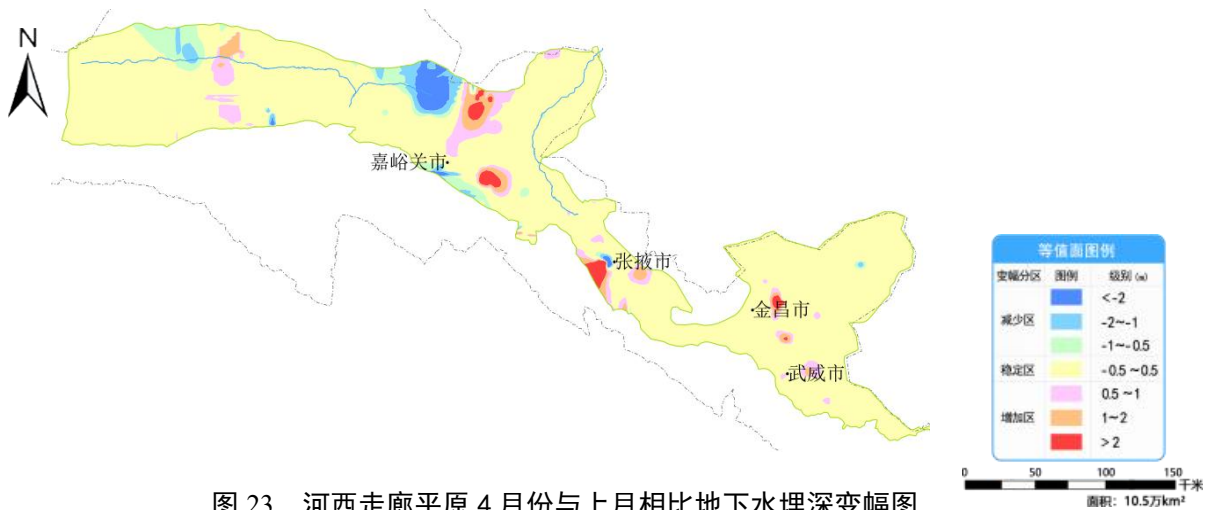 N
嘉峪关市
张掖市
金昌市
武威市
等值面图例
变幅分区 图例 级别 (m)
减少区
<-2
-2~-1
-1~-0.5
稳定区 -0.5~0.5
增加区
0.5~1
1~2
>2
0 50 100 150
千米
面积：10.5万km²
图 23 河西走廊平原 4 月份与上月相比地下水埋深变幅图